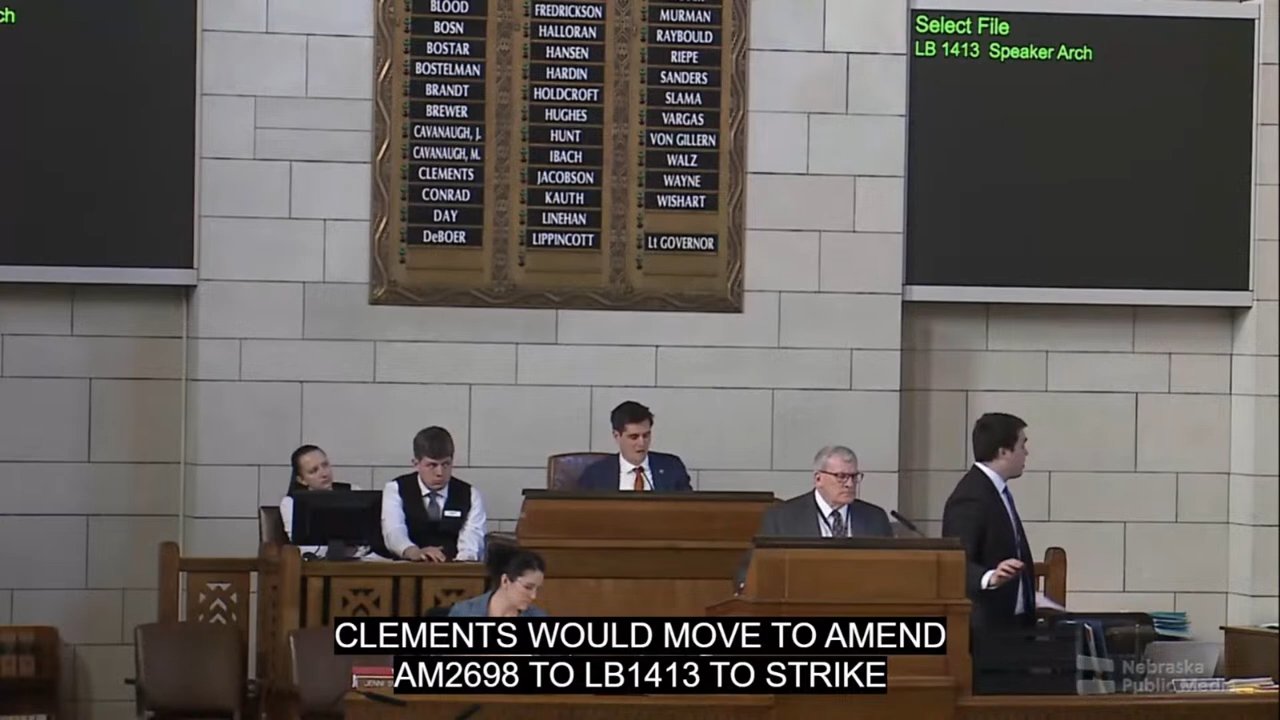 ch
BLOOD
BOSN
BOSTAR
BOSTELMAN
BRANDT
BREWER
CAVANAUGH, J.
CAVANAUGH, M.
CLEMENTS
CONRAD
DAY
DeBOER
FREDRICKSON
HALLORAN
HANSEN
HARDIN
HOLDCROFT
HUGHES
HUNT
IBACH
JACOBSON
KAUTH
LINEHAN
LIPPINCOTT
MURMAN
RAYBOULD
RIEPE
SANDERS
SLAMA
VARGAS
VON GILLERN
WALZ
WAYNE
WISHART
Lt GOVERNOR
Select File
LB 1413 Speaker Arch
CLEMENTS WOULD MOVE TO AMEND
AM2698 TO LB1413 TO STRIKE
Nebraska
Public Media